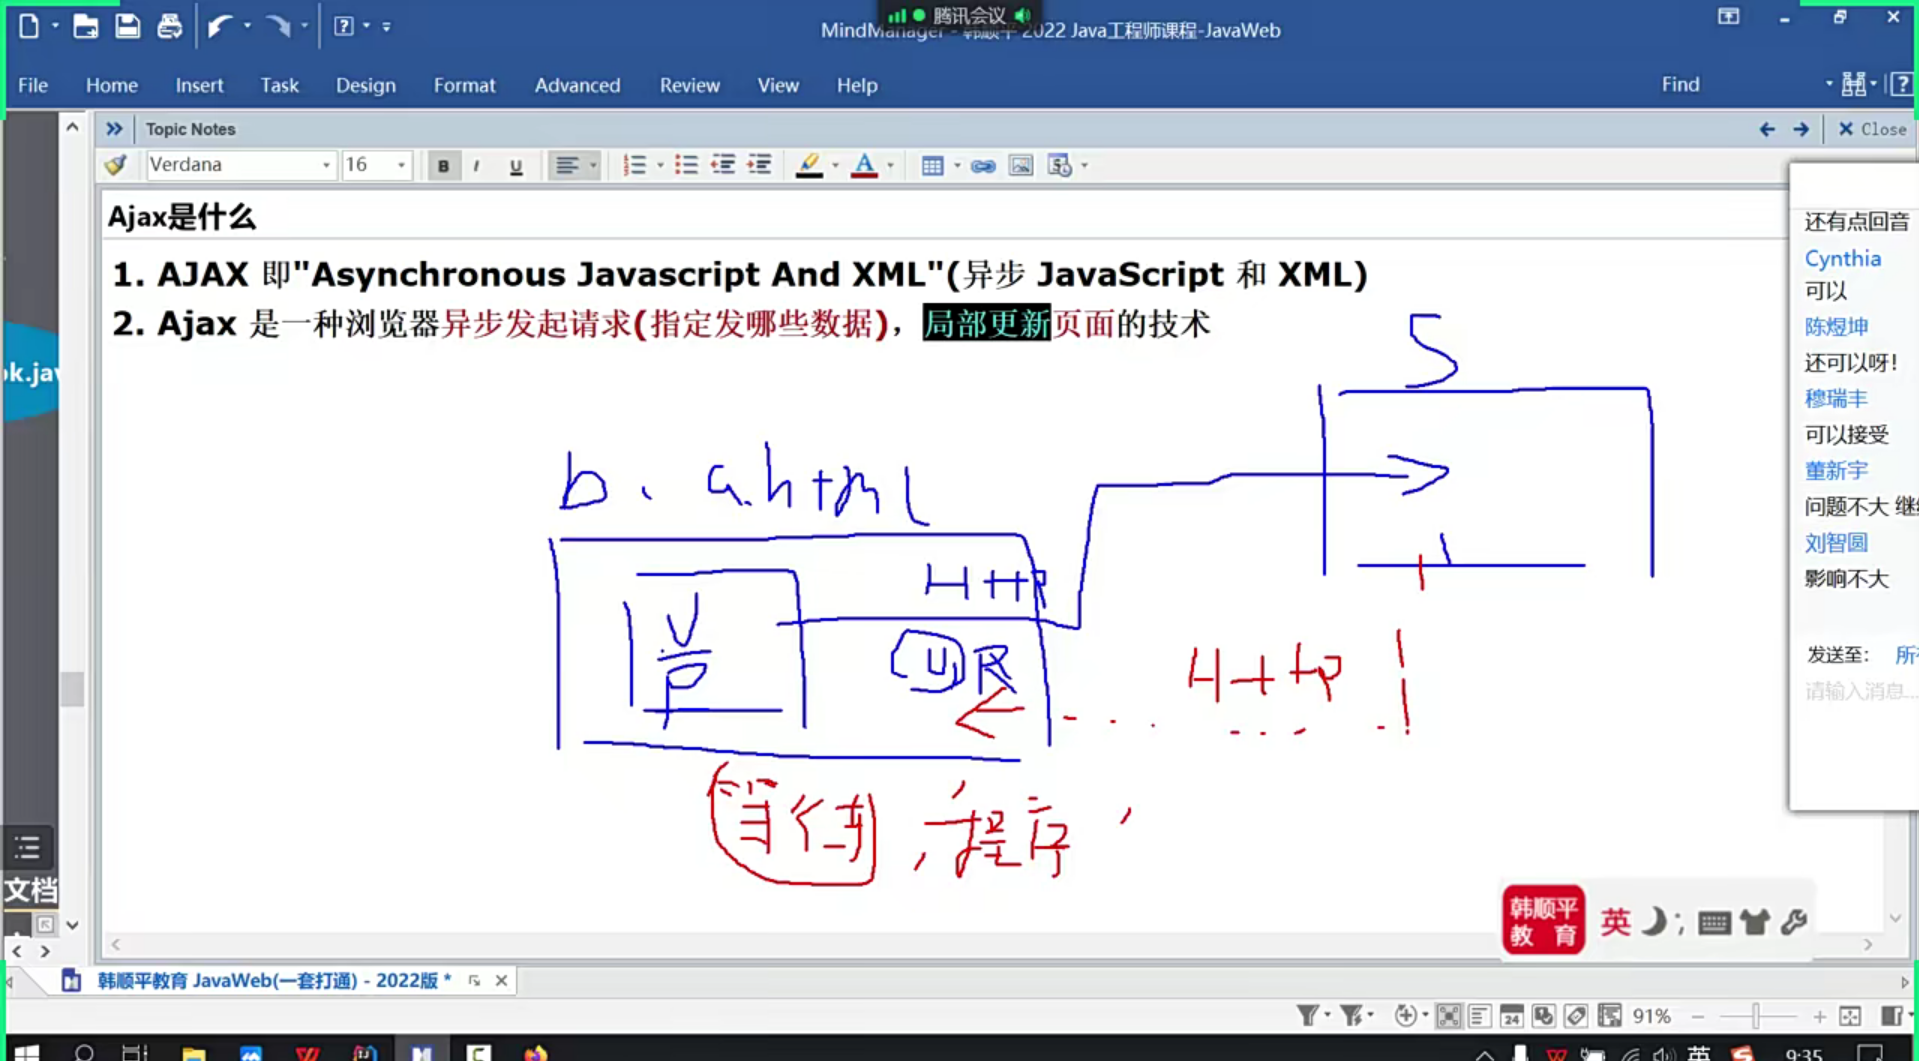 腾讯会议
MindManager - 韩顺平 2022 Java工程师课程-JavaWeb
File Home Insert Task Design Format Advanced Review View Help Find
Topic Notes
Close
Verdana 16 B I U
Ajax是什么
1. AJAX 即"Asynchronous Javascript And XML"(异步 JavaScript 和 XML)
2. Ajax 是一种浏览器异步发起请求(指定发哪些数据)，局部更新页面的技术
ok.jav
S
b、 a.html
Http
V
P
U R
Http
等待，程序
还有点回音
Cynthia
可以
陈煜坤
还可以呀！
穆瑞丰
可以接受
董新宇
问题不大 继
刘智圆
影响不大
发送至： 所
请输入消息...
文档
韩顺平
教 育
英
韩顺平教育 JavaWeb(一套打通) - 2022版 *
24
91%
英
9:35